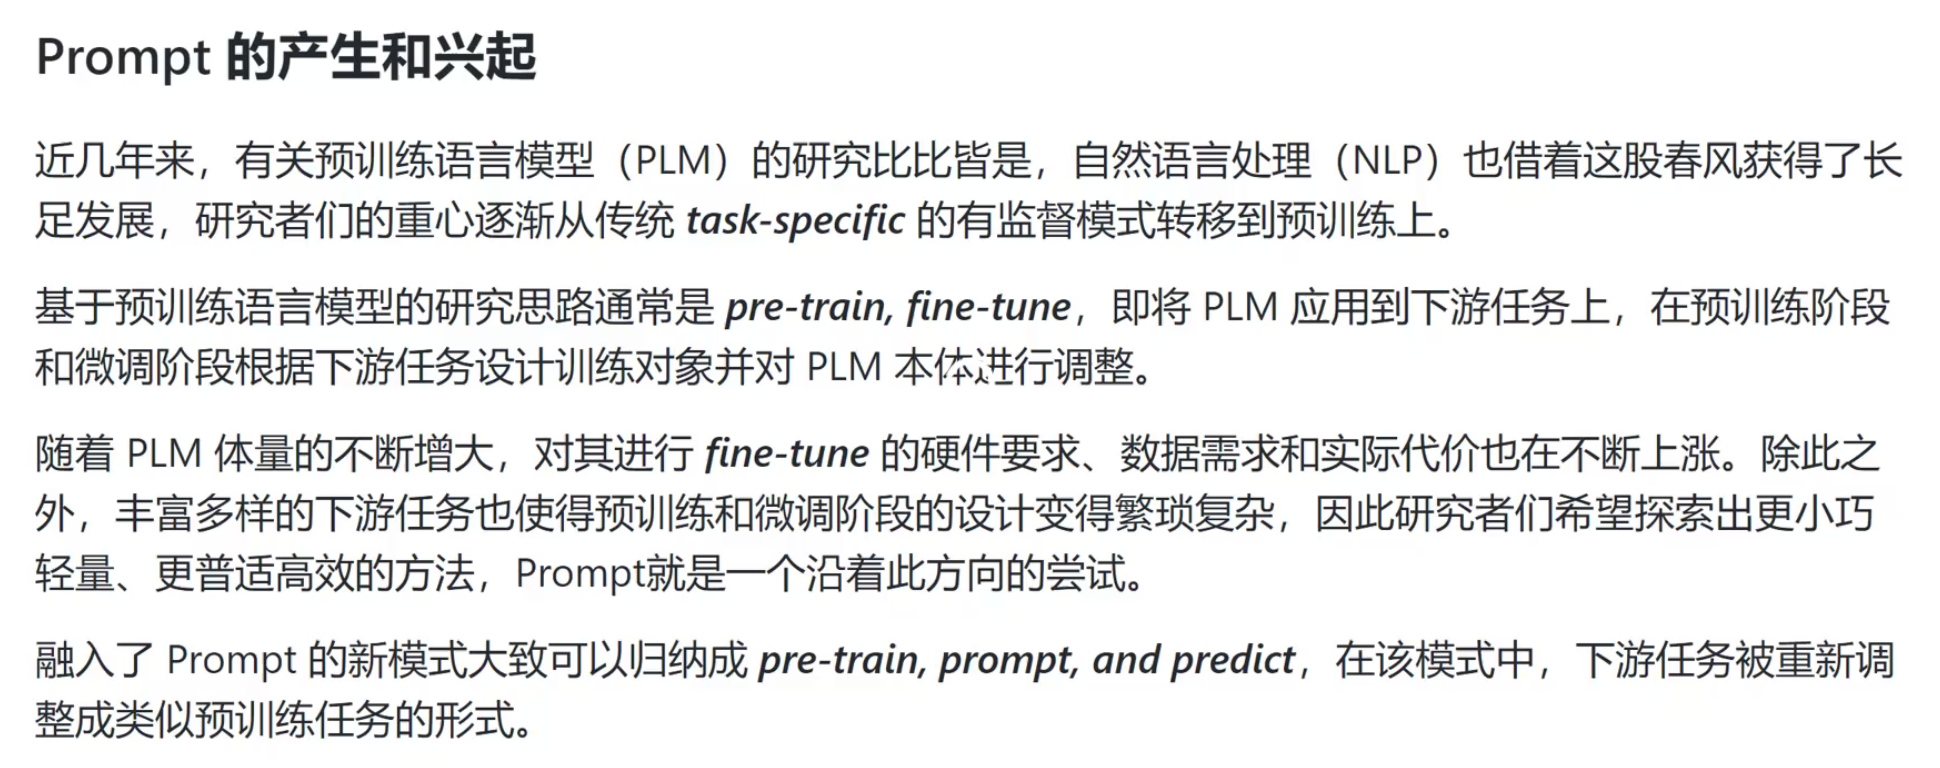 Prompt 的产生和兴起
近几年来，有关预训练语言模型（PLM）的研究比比皆是，自然语言处理（NLP）也借着这股春风获得了长
足发展，研究者们的重心逐渐从传统 task-specific 的有监督模式转移到预训练上。
基于预训练语言模型的研究思路通常是 pre-train, fine-tune，即将 PLM 应用到下游任务上，在预训练阶段
和微调阶段根据下游任务设计训练对象并对 PLM 本体进行调整。
随着 PLM 体量的不断增大，对其进行 fine-tune 的硬件要求、数据需求和实际代价也在不断上涨。除此之
外，丰富多样的下游任务也使得预训练和微调阶段的设计变得繁琐复杂，因此研究者们希望探索出更小巧
轻量、更普适高效的方法，Prompt就是一个沿着此方向的尝试。
融入了 Prompt 的新模式大致可以归纳成 pre-train, prompt, and predict，在该模式中，下游任务被重新调
整成类似预训练任务的形式。